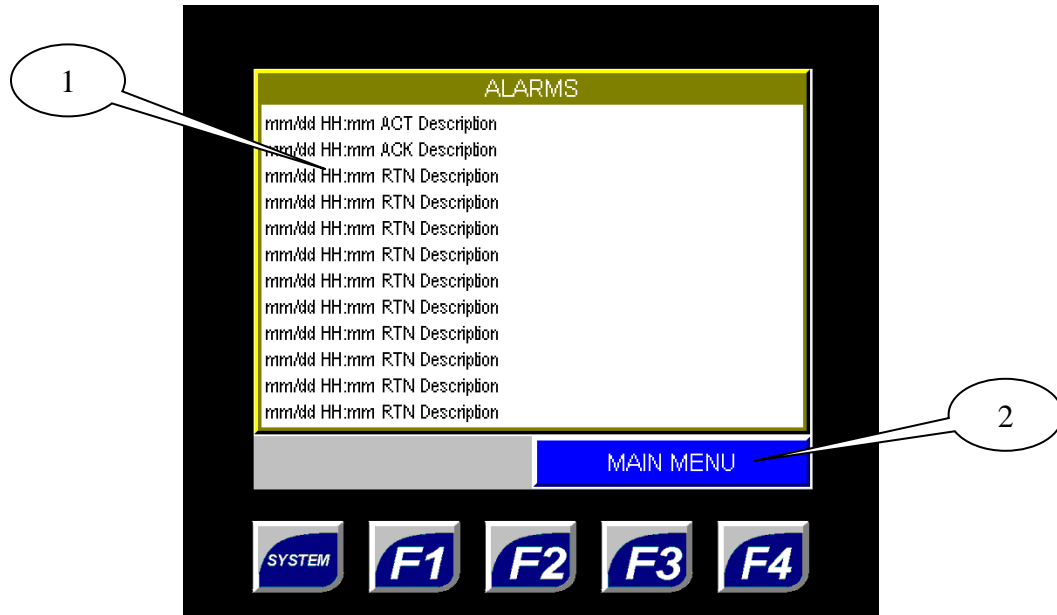 1
ALARMS
mm/dd HH:mm ACT Description
mm/dd HH:mm ACK Description
mm/dd HH:mm RTN Description
mm/dd HH:mm RTN Description
mm/dd HH:mm RTN Description
mm/dd HH:mm RTN Description
mm/dd HH:mm RTN Description
mm/dd HH:mm RTN Description
mm/dd HH:mm RTN Description
mm/dd HH:mm RTN Description
mm/dd HH:mm RTN Description
mm/dd HH:mm RTN Description
2
MAIN MENU
SYSTEM F1 F2 F3 F4